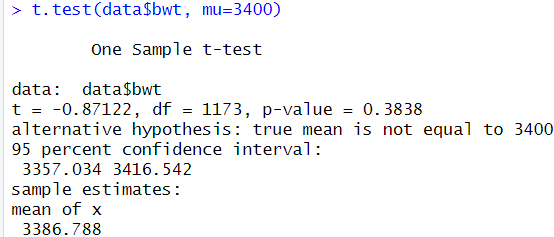 > t.test(data$bwt, mu=3400)
One Sample t-test
data:  data$bwt
t = -0.87122, df = 1173, p-value = 0.3838
alternative hypothesis: true mean is not equal to 3400
95 percent confidence interval:
3357.034 3416.542
sample estimates:
mean of x
3386.788